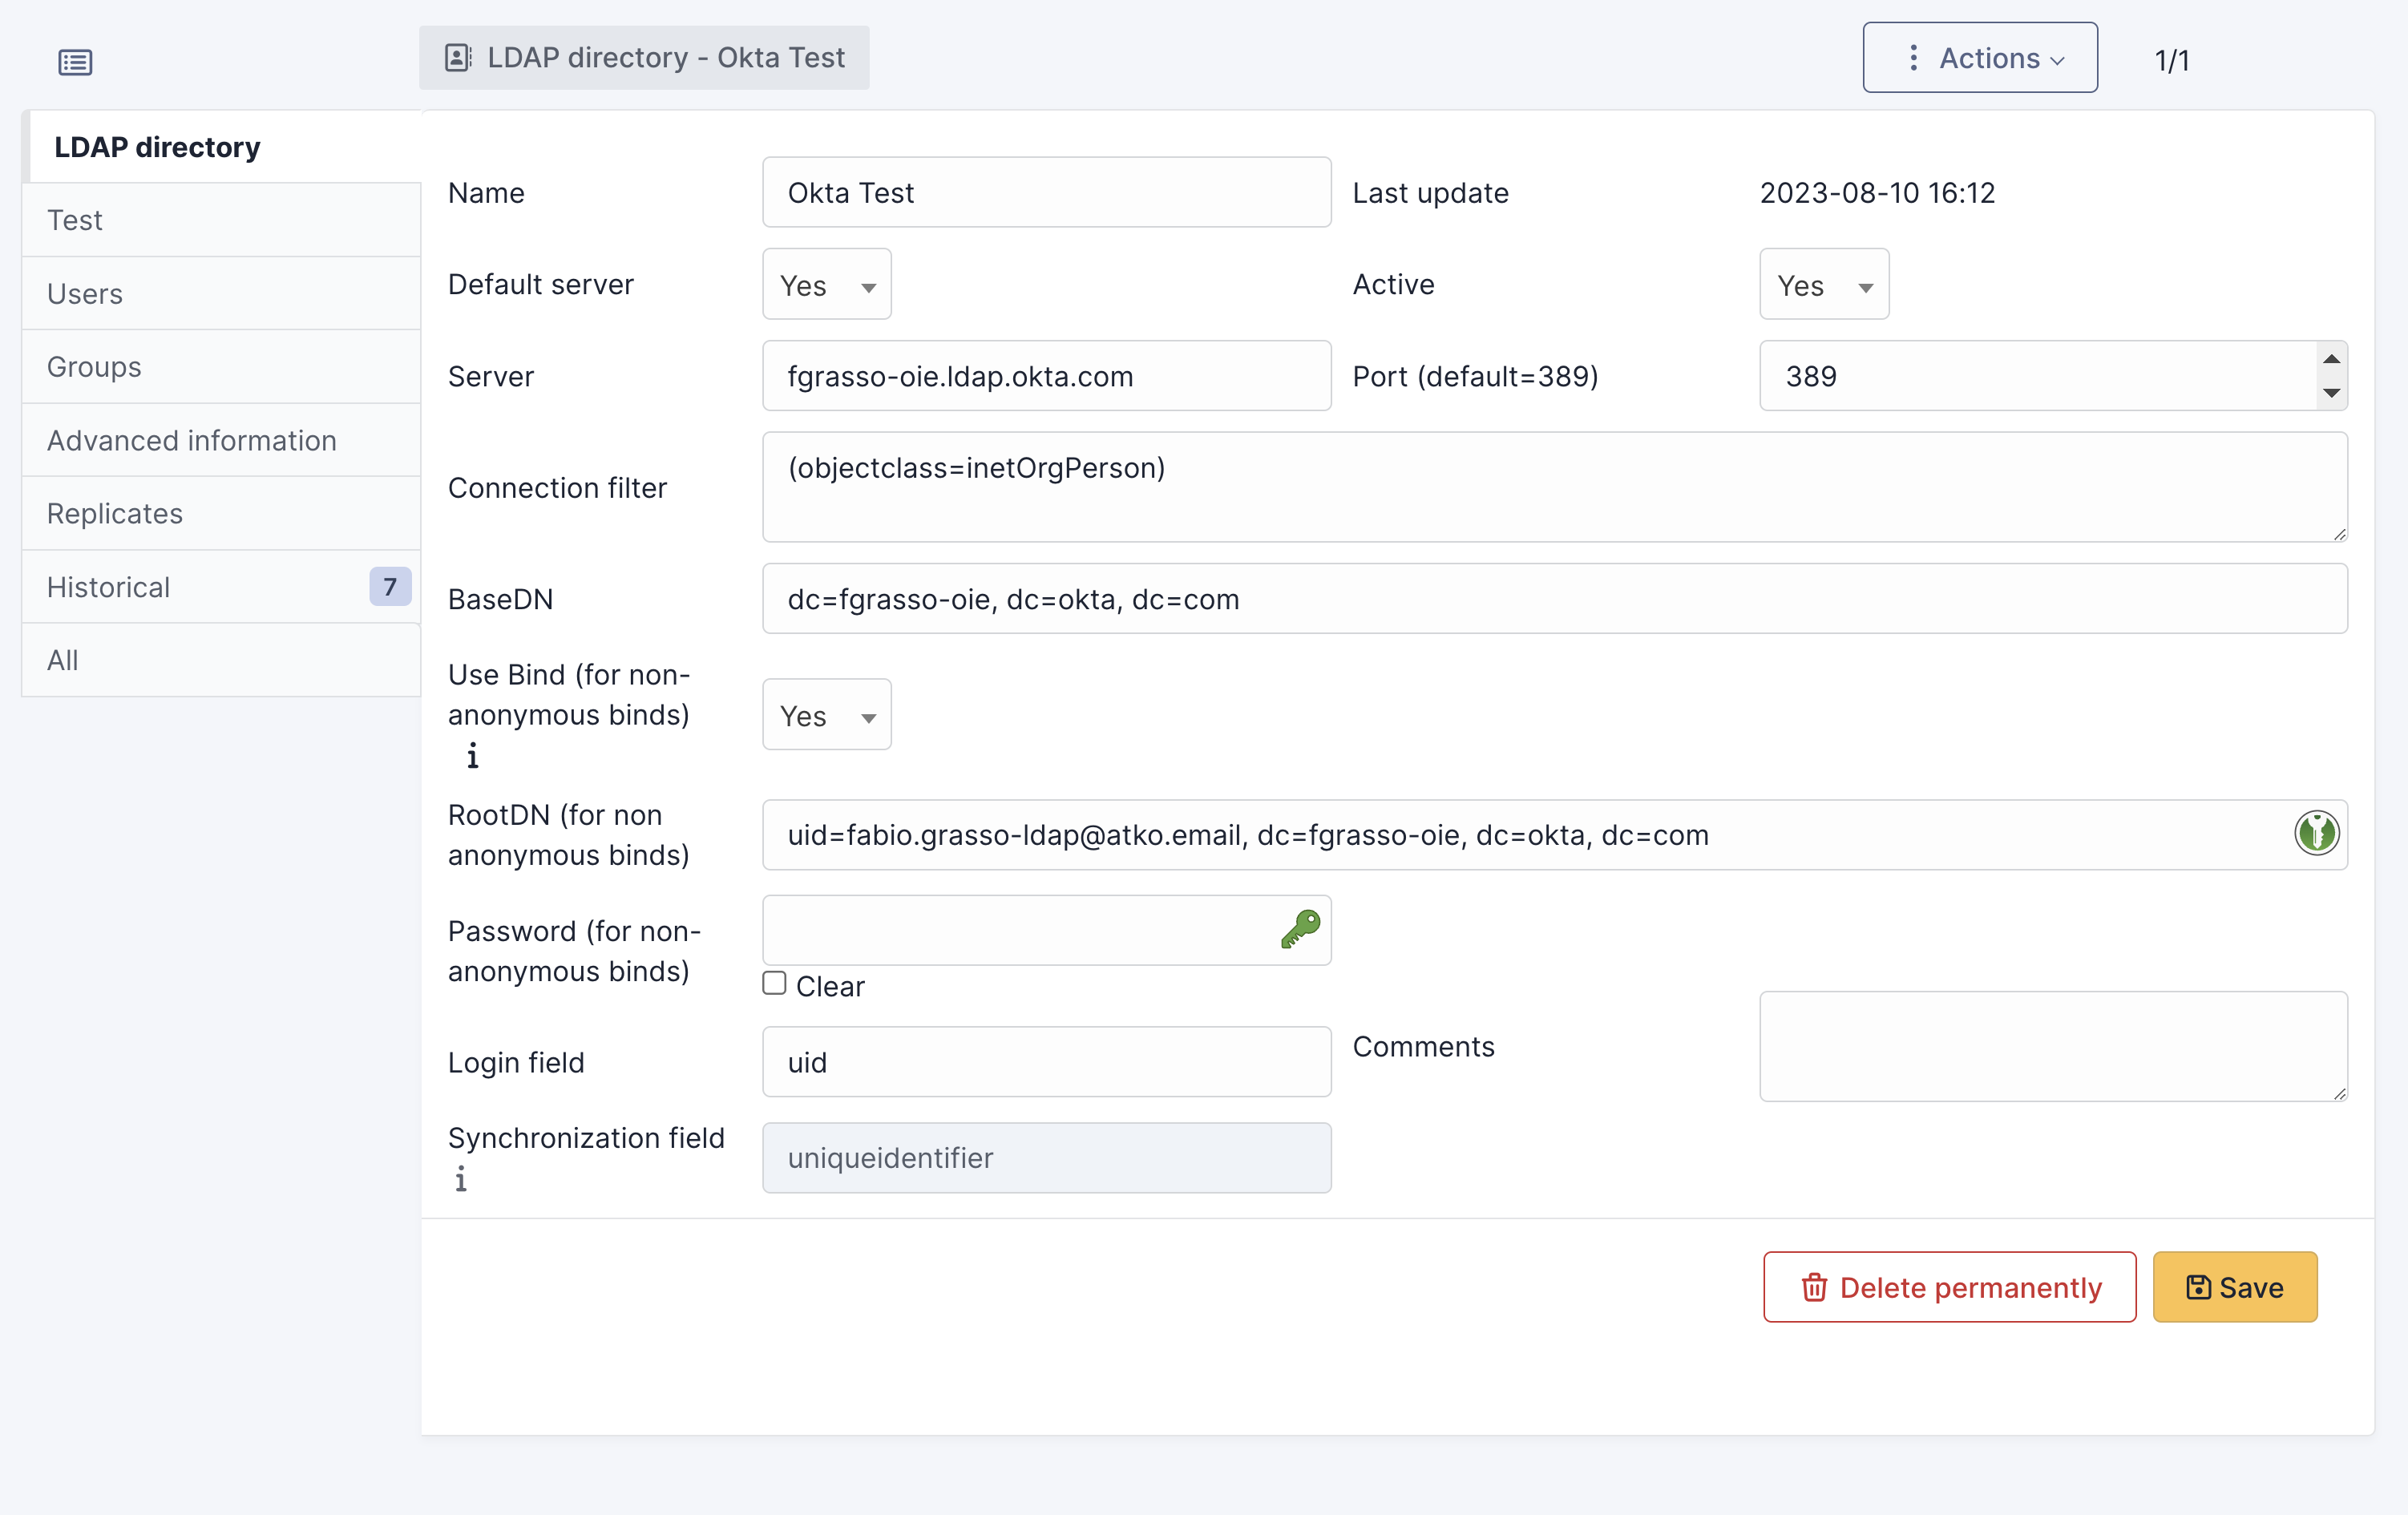 LDAP directory - Okta Test
Actions
1/1
LDAP directory
Test
Users
Groups
Advanced information
Replicates
Historical 7
All
Name Okta Test Last update 2023-08-10 16:12
Default server Yes Active Yes
Server fgrasso-oie.ldap.okta.com Port (default=389) 389
Connection filter (objectclass=inetOrgPerson)
BaseDN dc=fgrasso-oie, dc=okta, dc=com
Use Bind (for non-
anonymous binds) Yes
i
RootDN (for non
anonymous binds) uid=fabio.grasso-ldap@atko.email, dc=fgrasso-oie, dc=okta, dc=com
Password (for non-
anonymous binds)
Clear
Login field uid Comments
Synchronization field uniqueidentifier
i
Delete permanently Save